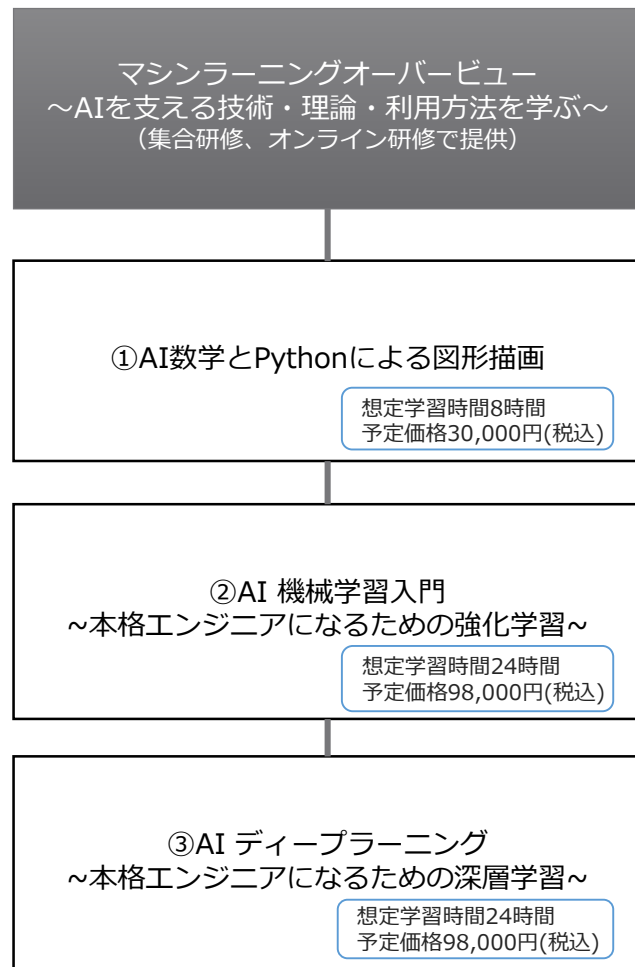 マシンラーニングオーバービュー
～AIを支える技術・理論・利用方法を学ぶ～
（集合研修、オンライン研修で提供）
①AI数学とPythonによる図形描画
想定学習時間8時間
予定価格30,000円(税込)
②AI 機械学習入門
~本格エンジニアになるための強化学習~
想定学習時間24時間
予定価格98,000円(税込)
③AI ディープラーニング
~本格エンジニアになるための深層学習~
想定学習時間24時間
予定価格98,000円(税込)